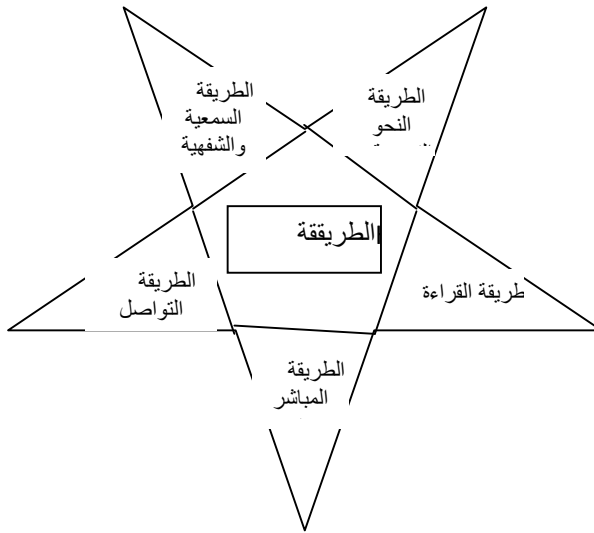 الطريقة
النحو
الطريقة
السمعية
والشفهية
الطريققة
طريقة القراءة
الطريقة
التواصل
الطريقة
المباشر